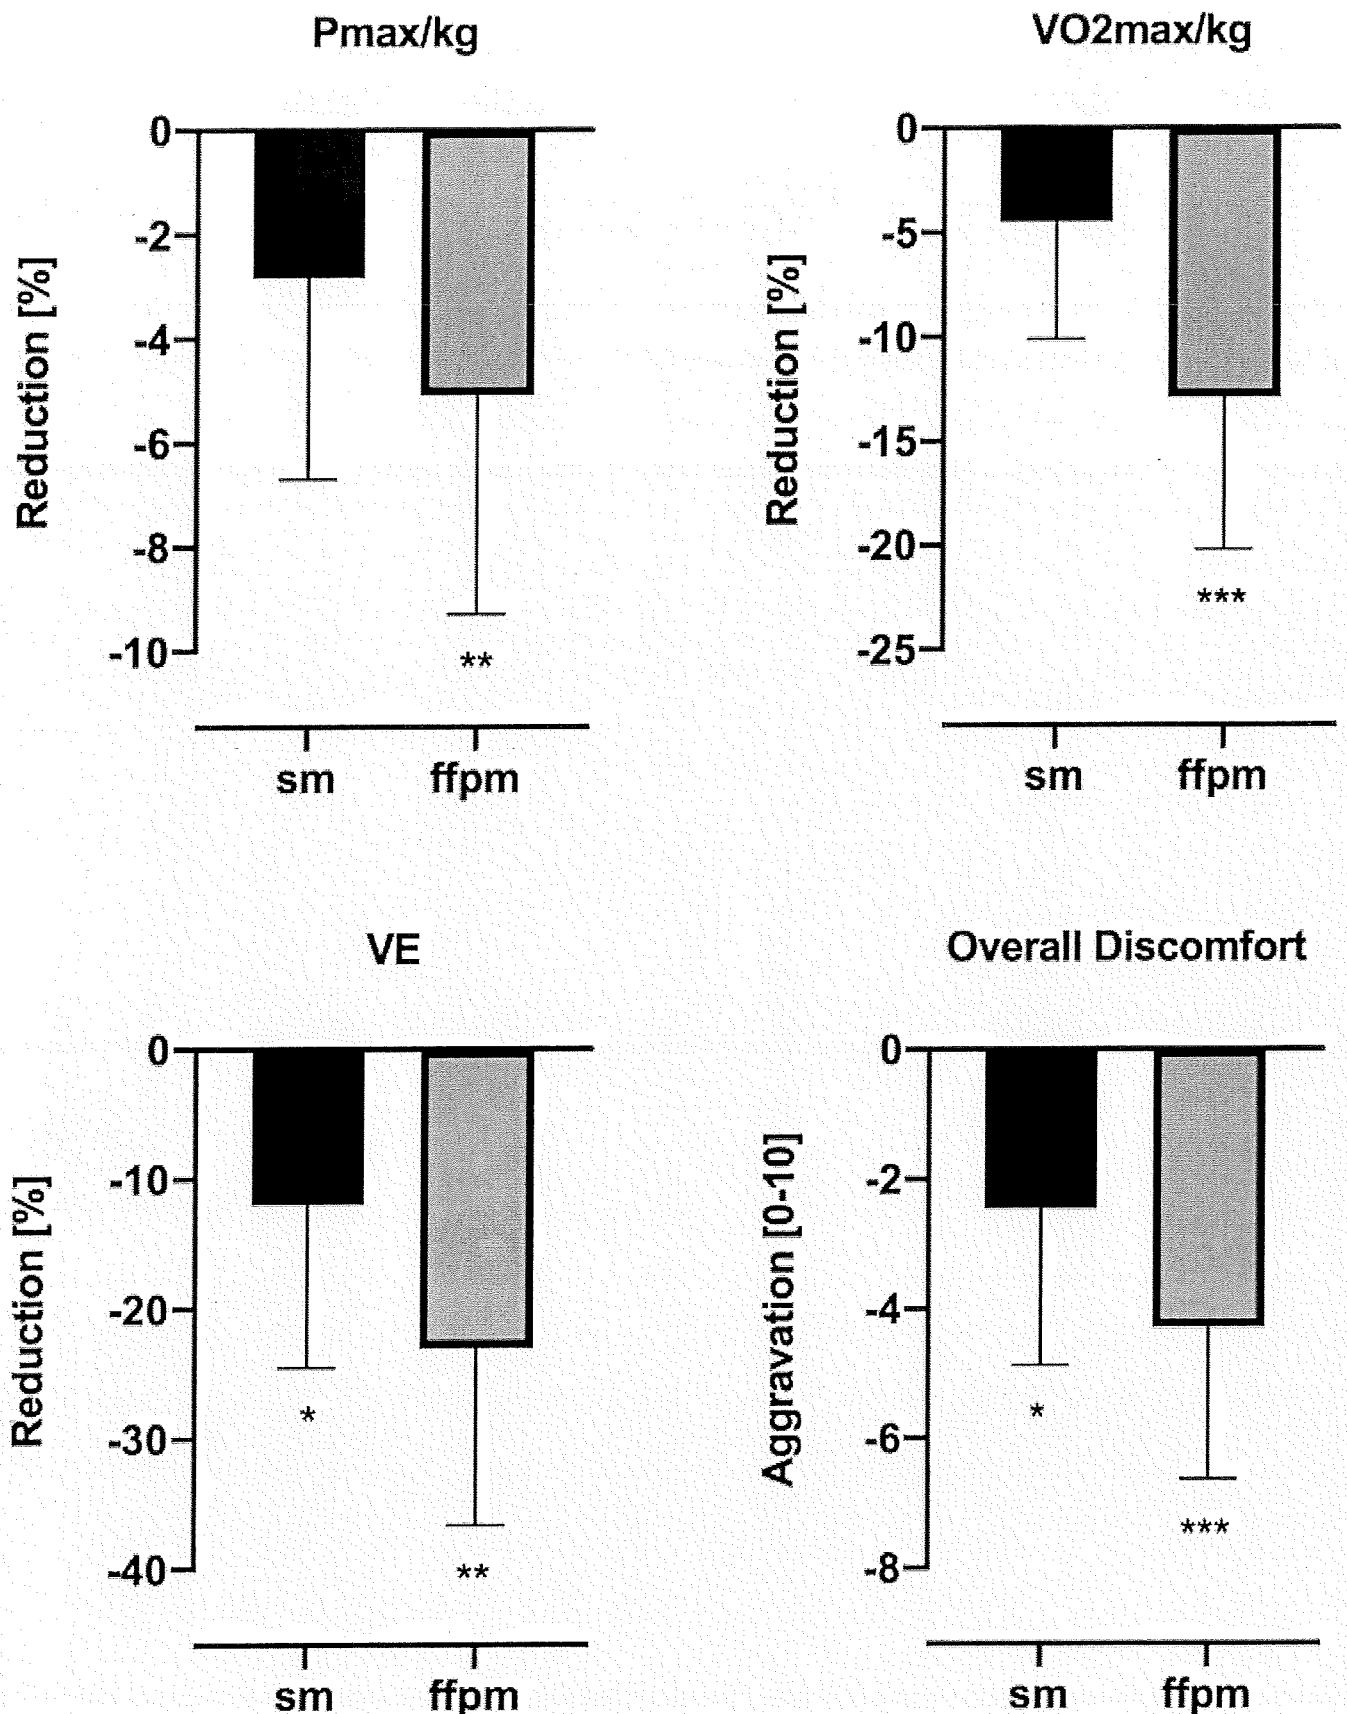 Pmax/kg
Reduction [%]
0
-2
-4
-6
-8
-10
**
sm ffpm
VO2max/kg
Reduction [%]
0
-5
-10
-15
-20
-25
***
sm ffpm
VE
Reduction [%]
0
-10
-20
-30
-40
*
**
sm ffpm
Overall Discomfort
Aggravation [0-10]
0
-2
-4
-6
-8
*
***
sm ffpm